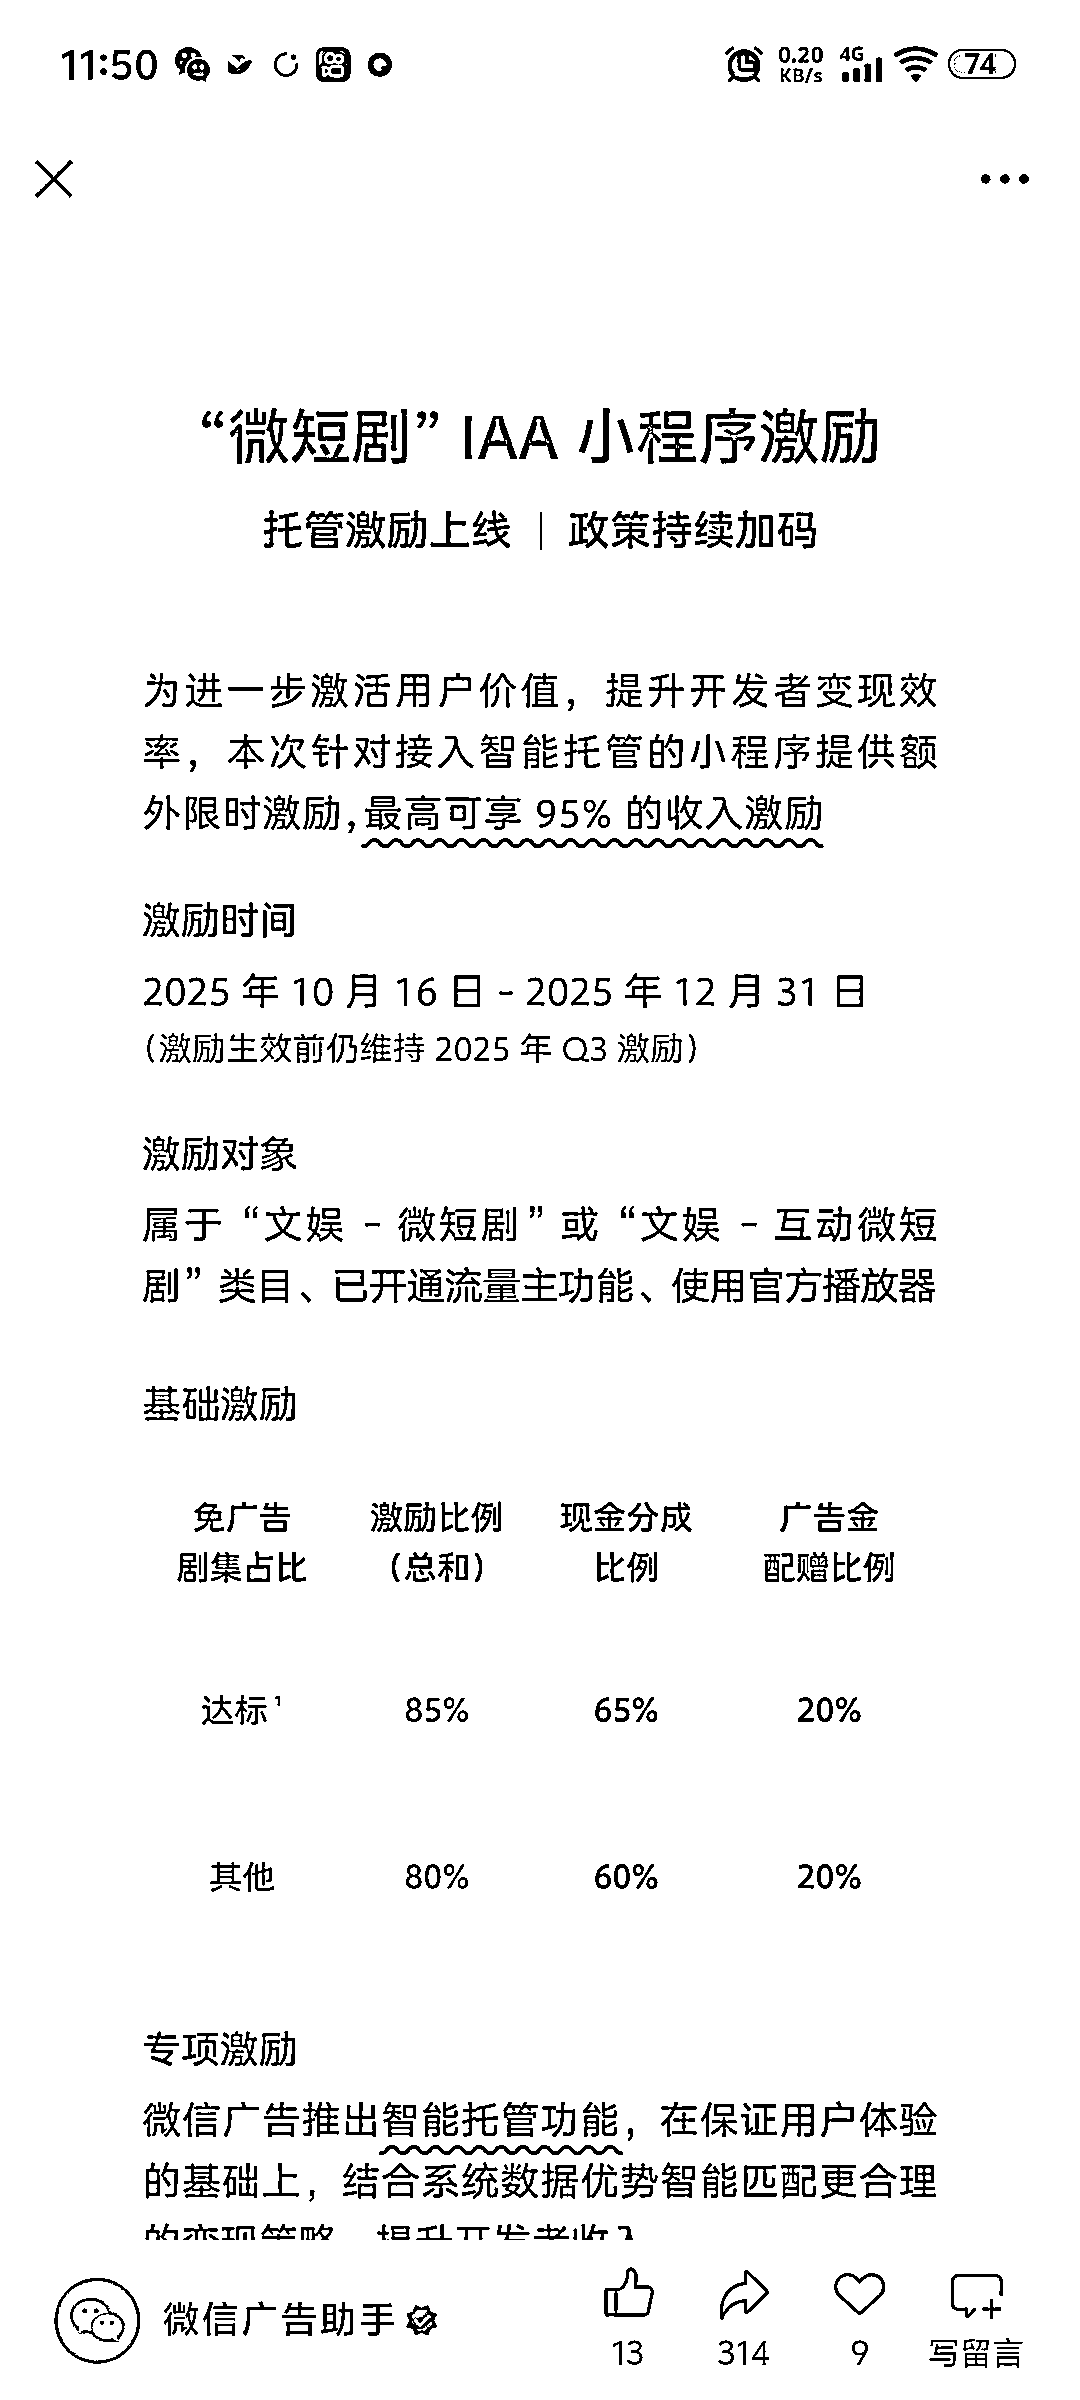 11:50
0.20 KB/s 4G 74
“微短剧” IAA 小程序激励
托管激励上线 | 政策持续加码
为进一步激活用户价值，提升开发者变现效
率，本次针对接入智能托管的小程序提供额
外限时激励,最高可享 95% 的收入激励
激励时间
2025 年 10 月 16 日 - 2025 年 12 月 31 日
(激励生效前仍维持 2025 年 Q3 激励)
激励对象
属于 “文娱 - 微短剧” 或 “文娱 - 互动微短
剧” 类目、已开通流量主功能、使用官方播放器
基础激励
免广告 激励比例 现金分成 广告金
剧集占比 (总和) 比例 配赠比例
达标¹ 85% 65% 20%
其他 80% 60% 20%
专项激励
微信广告推出智能托管功能，在保证用户体验
的基础上，结合系统数据优势智能匹配更合理
的变现策略，提升开发者收入
微信广告助手
13 314 9 写留言